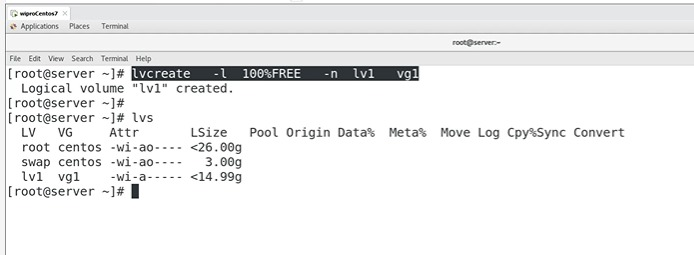 wiproCentos7
Applications Places Terminal
root@server:~
File Edit View Search Terminal Help
[root@server ~]# lvcreate -l 100%FREE -n lv1 vg1
Logical volume "lv1" created.
[root@server ~]#
[root@server ~]# lvs
LV VG Attr LSize Pool Origin Data% Meta% Move Log Cpy%Sync Convert
root centos -wi-ao---- <26.00g
swap centos -wi-ao---- 3.00g
lv1 vg1 -wi-a----- <14.99g
[root@server ~]#